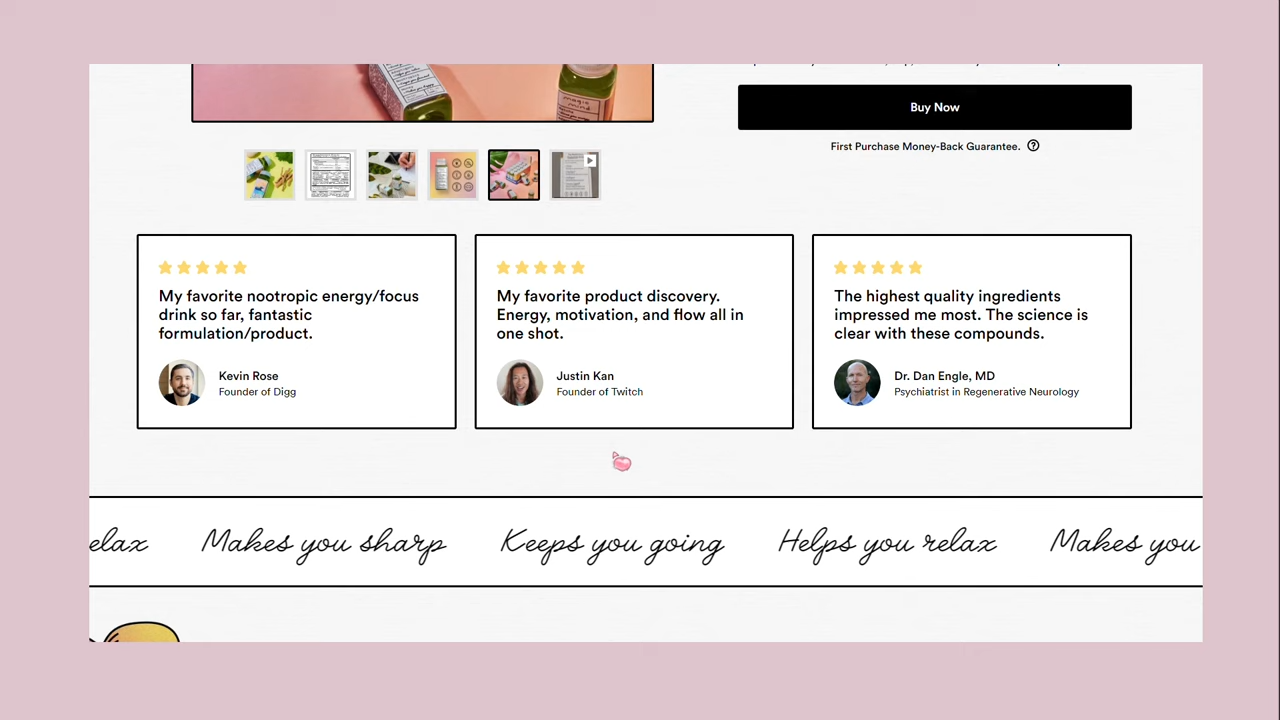 magic
mind
Buy Now
First Purchase Money-Back Guarantee.
My favorite nootropic energy/focus
drink so far, fantastic
formulation/product.
Kevin Rose
Founder of Digg
My favorite product discovery.
Energy, motivation, and flow all in
one shot.
Justin Kan
Founder of Twitch
The highest quality ingredients
impressed me most. The science is
clear with these compounds.
Dr. Dan Engle, MD
Psychiatrist in Regenerative Neurology
elax Makes you sharp Keeps you going Helps you relax Makes you